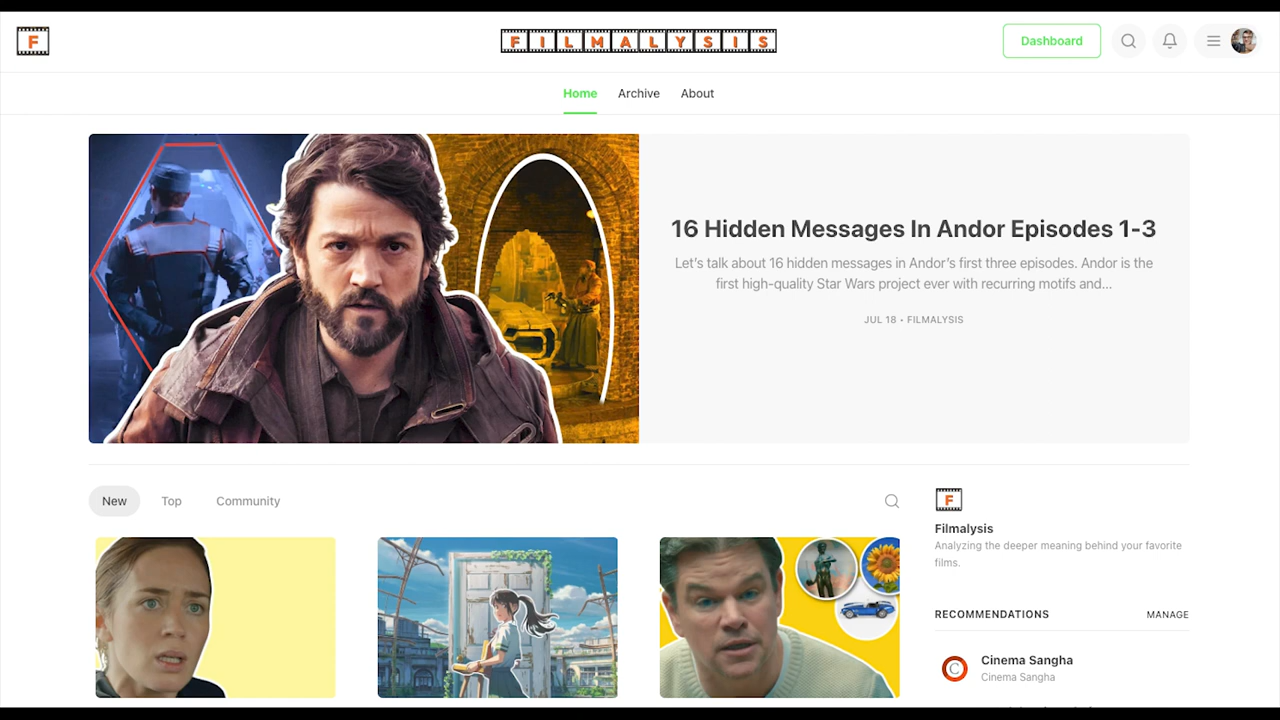 F
FILMALYSIS
Dashboard
Home Archive About
16 Hidden Messages In Andor Episodes 1-3
Let's talk about 16 hidden messages in Andor's first three episodes. Andor is the
first high-quality Star Wars project ever with recurring motifs and...
JUL 18 • FILMALYSIS
New Top Community
F
Filmalysis
Analyzing the deeper meaning behind your favorite
films.
RECOMMENDATIONS MANAGE
C
Cinema Sangha
Cinema Sangha